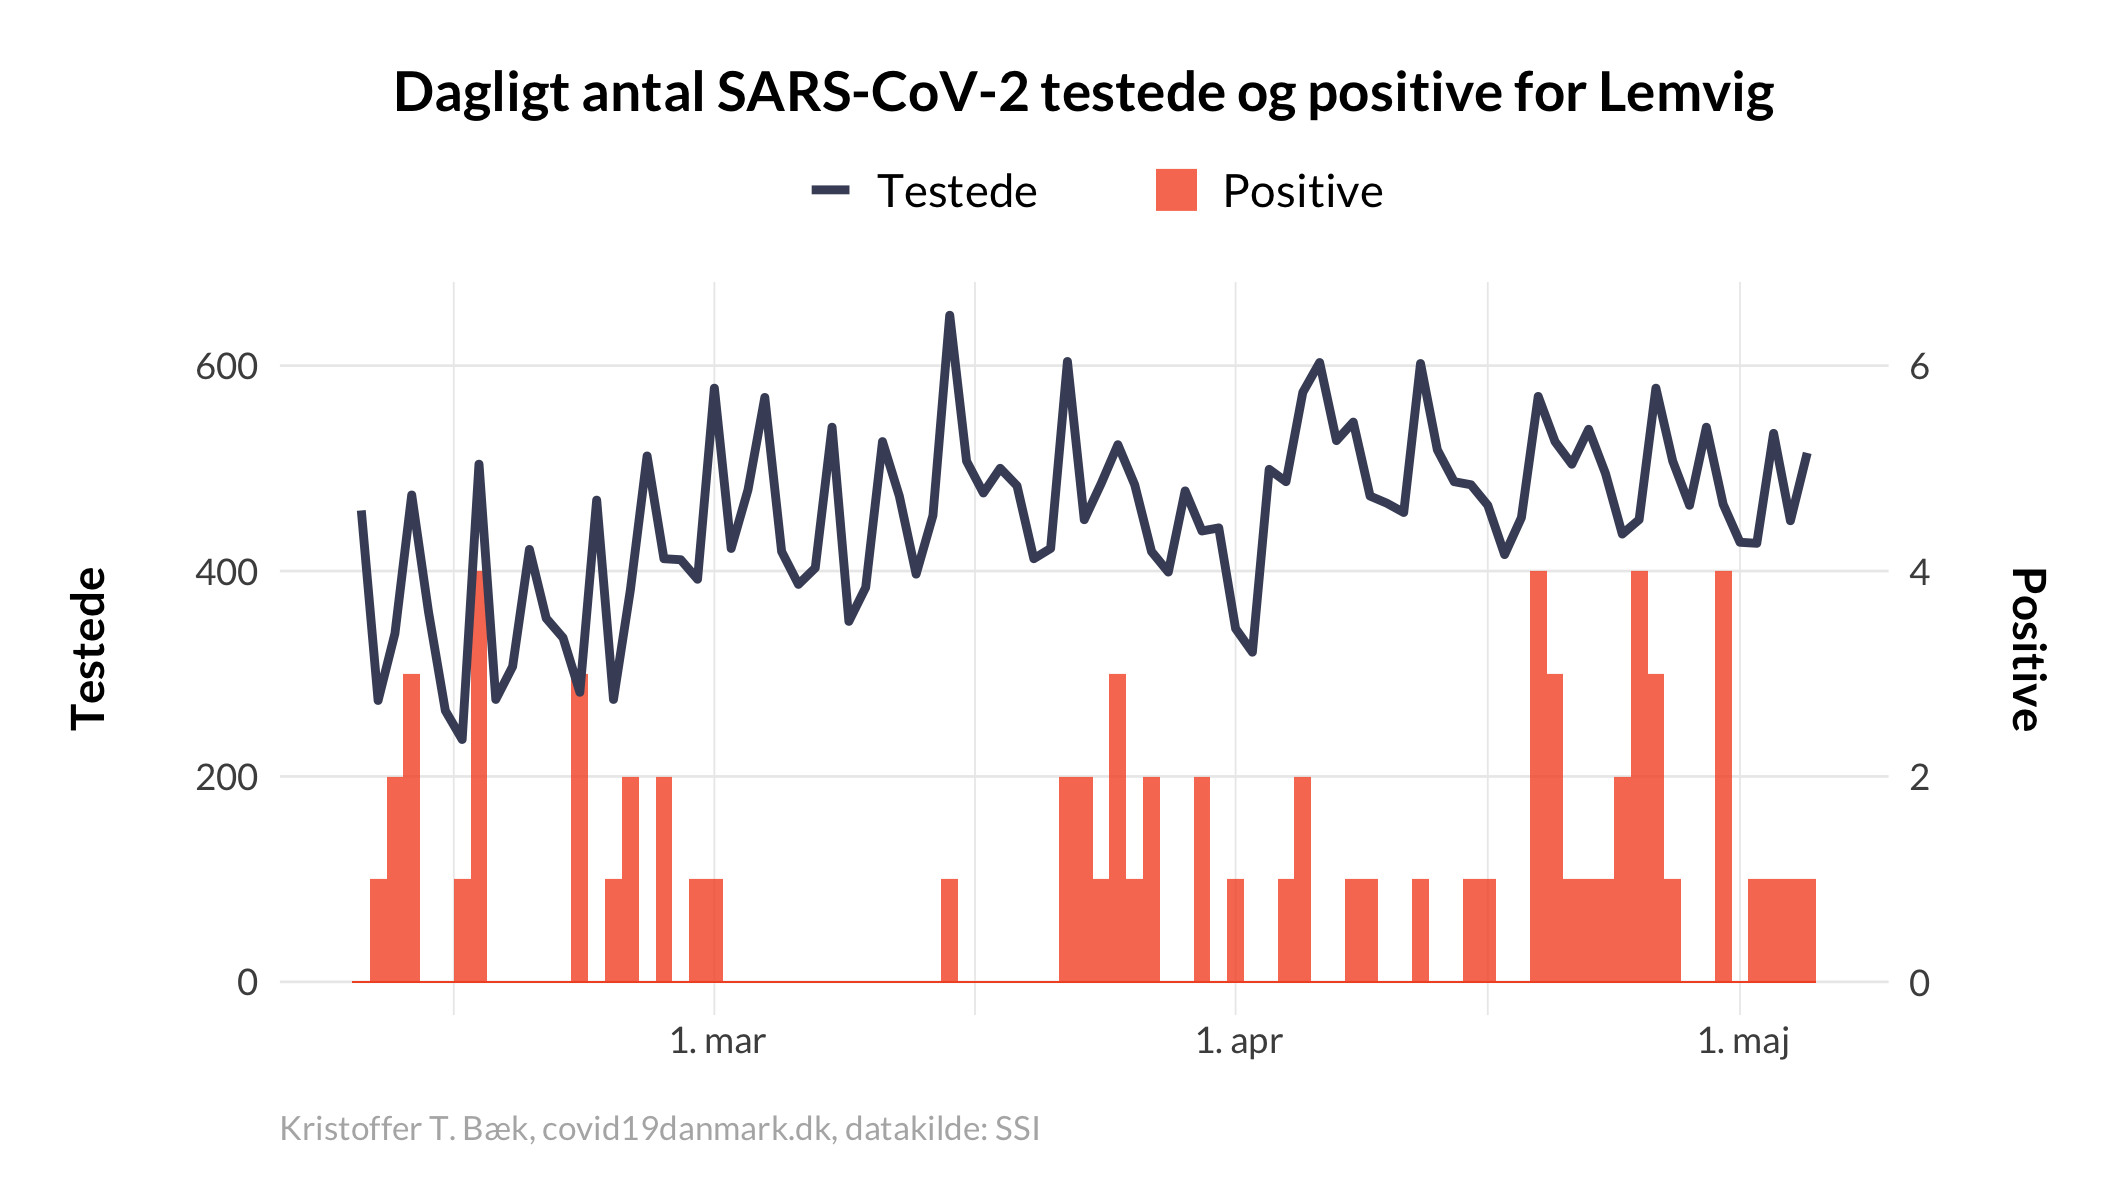 Dagligt antal SARS-CoV-2 testede og positive for Lemvig
Testede
Positive
600
400
200
0
6
4
2
0
Testede
Positive
1. mar
1. apr
1. maj
Kristoffer T. Bæk, covid19danmark.dk, datakilde: SSI